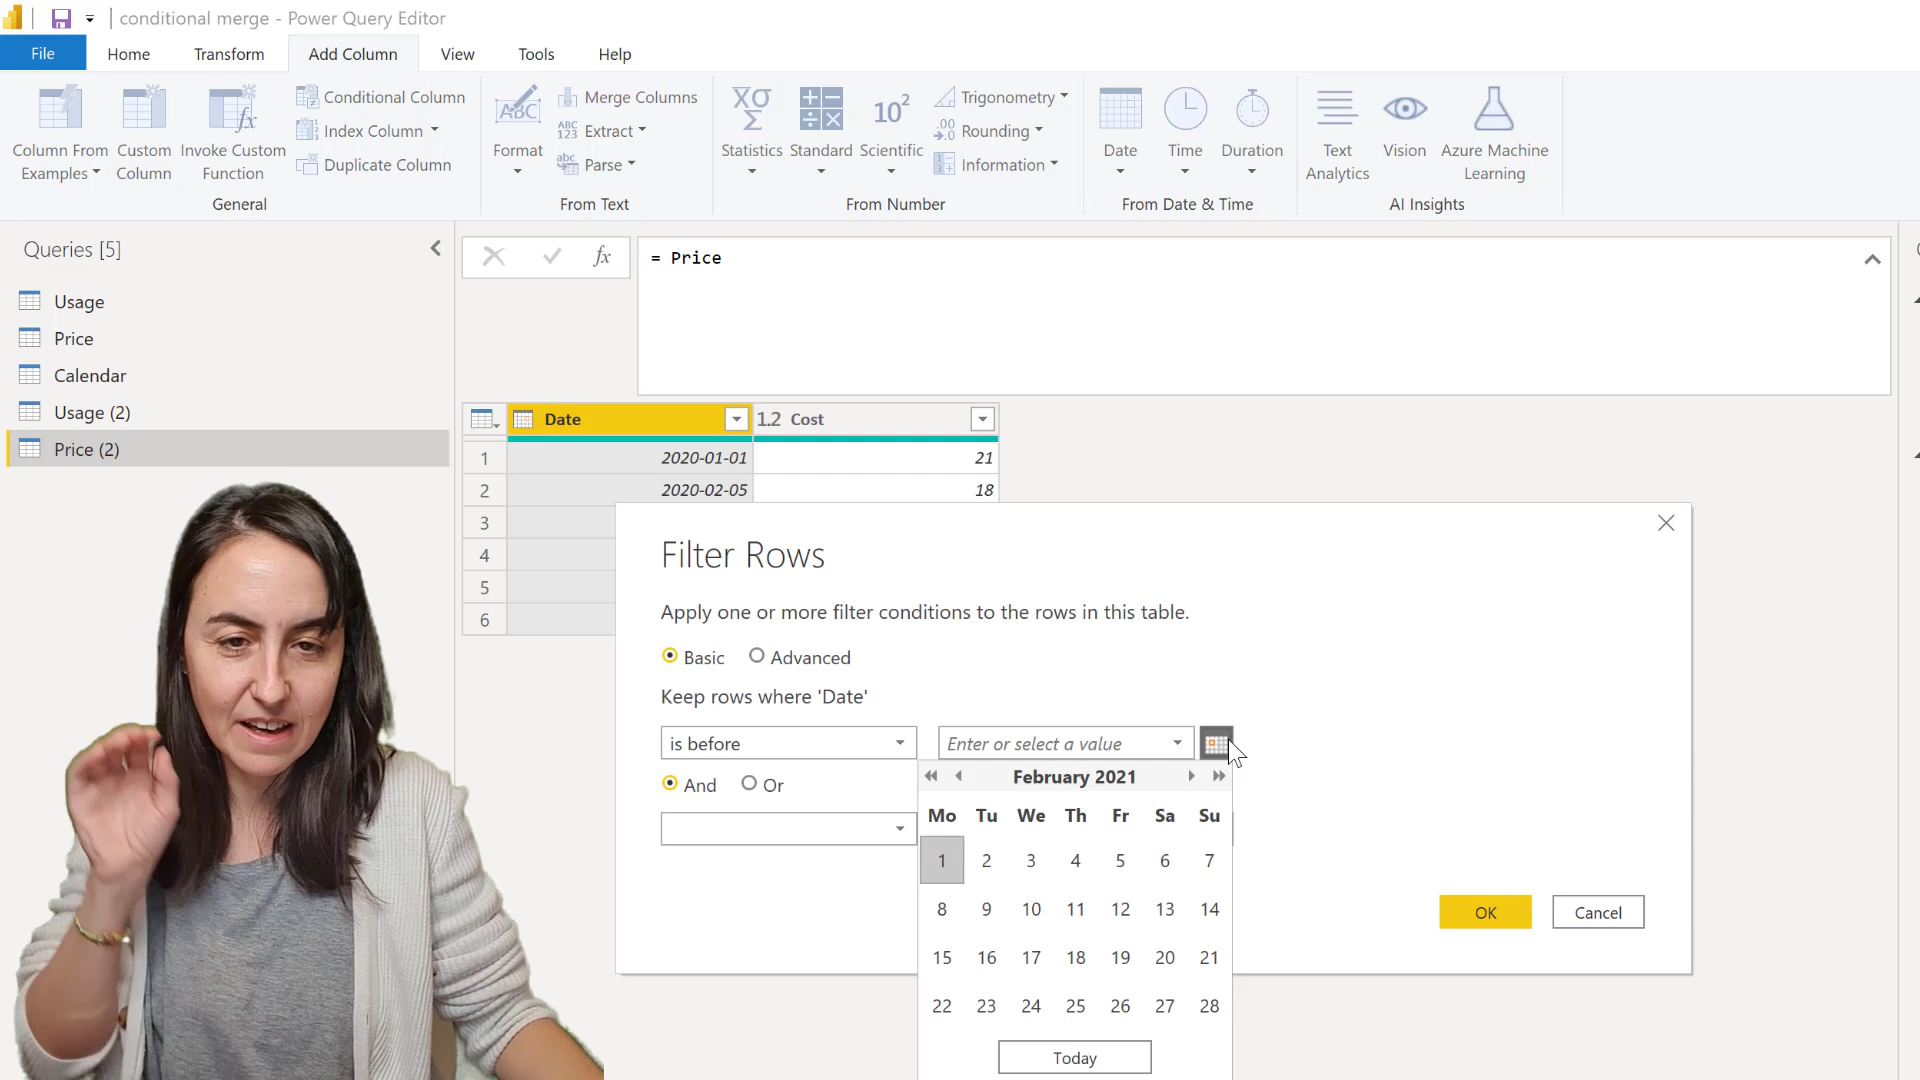 conditional merge - Power Query Editor
File Home Transform Add Column View Tools Help
Column From Examples
Custom Column
Invoke Custom Function
Conditional Column
Index Column
Duplicate Column
General
ABC
Format
Merge Columns
ABC 123 Extract
abc Parse
From Text
XΣ σ
Statistics
Standard
10²
Scientific
Trigonometry
.00 Rounding
Information
From Number
Date
Time
Duration
From Date & Time
Text Analytics
Vision
Azure Machine Learning
AI Insights
Queries [5]
Usage
Price
Calendar
Usage (2)
Price (2)
fx
= Price
Date 1.2 Cost
1 2020-01-01 21
2 2020-02-05 18
3
4
5
6
Filter Rows
Apply one or more filter conditions to the rows in this table.
Basic Advanced
Keep rows where 'Date'
is before Enter or select a value
And Or
February 2021
Mo Tu We Th Fr Sa Su
1 2 3 4 5 6 7
8 9 10 11 12 13 14
15 16 17 18 19 20 21
22 23 24 25 26 27 28
Today
OK Cancel